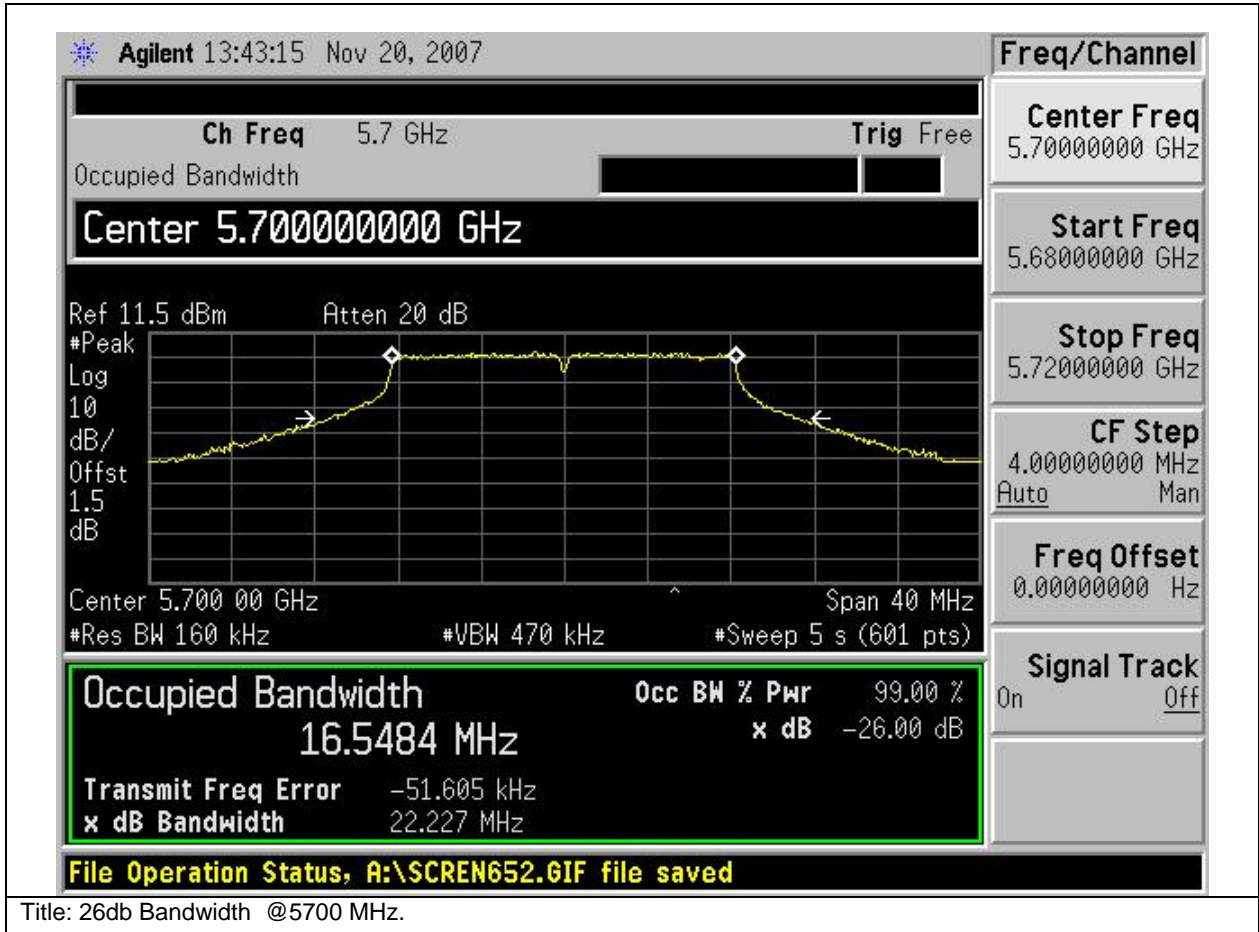 Agilent 13:43:15 Nov 20, 2007
Freq/Channel
Ch Freq 5.7 GHz Trig Free
Occupied Bandwidth
Center 5.700000000 GHz
Ref 11.5 dBm Atten 20 dB
#Peak
Log
10
dB/
Offst
1.5
dB
Center 5.700 00 GHz Span 40 MHz
#Res BW 160 kHz #VBW 470 kHz #Sweep 5 s (601 pts)
Occupied Bandwidth
16.5484 MHz
Occ BW % Pwr 99.00 %
x dB -26.00 dB
Transmit Freq Error -51.605 kHz
x dB Bandwidth 22.227 MHz
Center Freq
5.70000000 GHz
Start Freq
5.68000000 GHz
Stop Freq
5.72000000 GHz
CF Step
4.00000000 MHz
Auto Man
Freq Offset
0.00000000 Hz
Signal Track
On Off
File Operation Status, A:\SCREN652.GIF file saved
Title: 26db Bandwidth @5700 MHz.